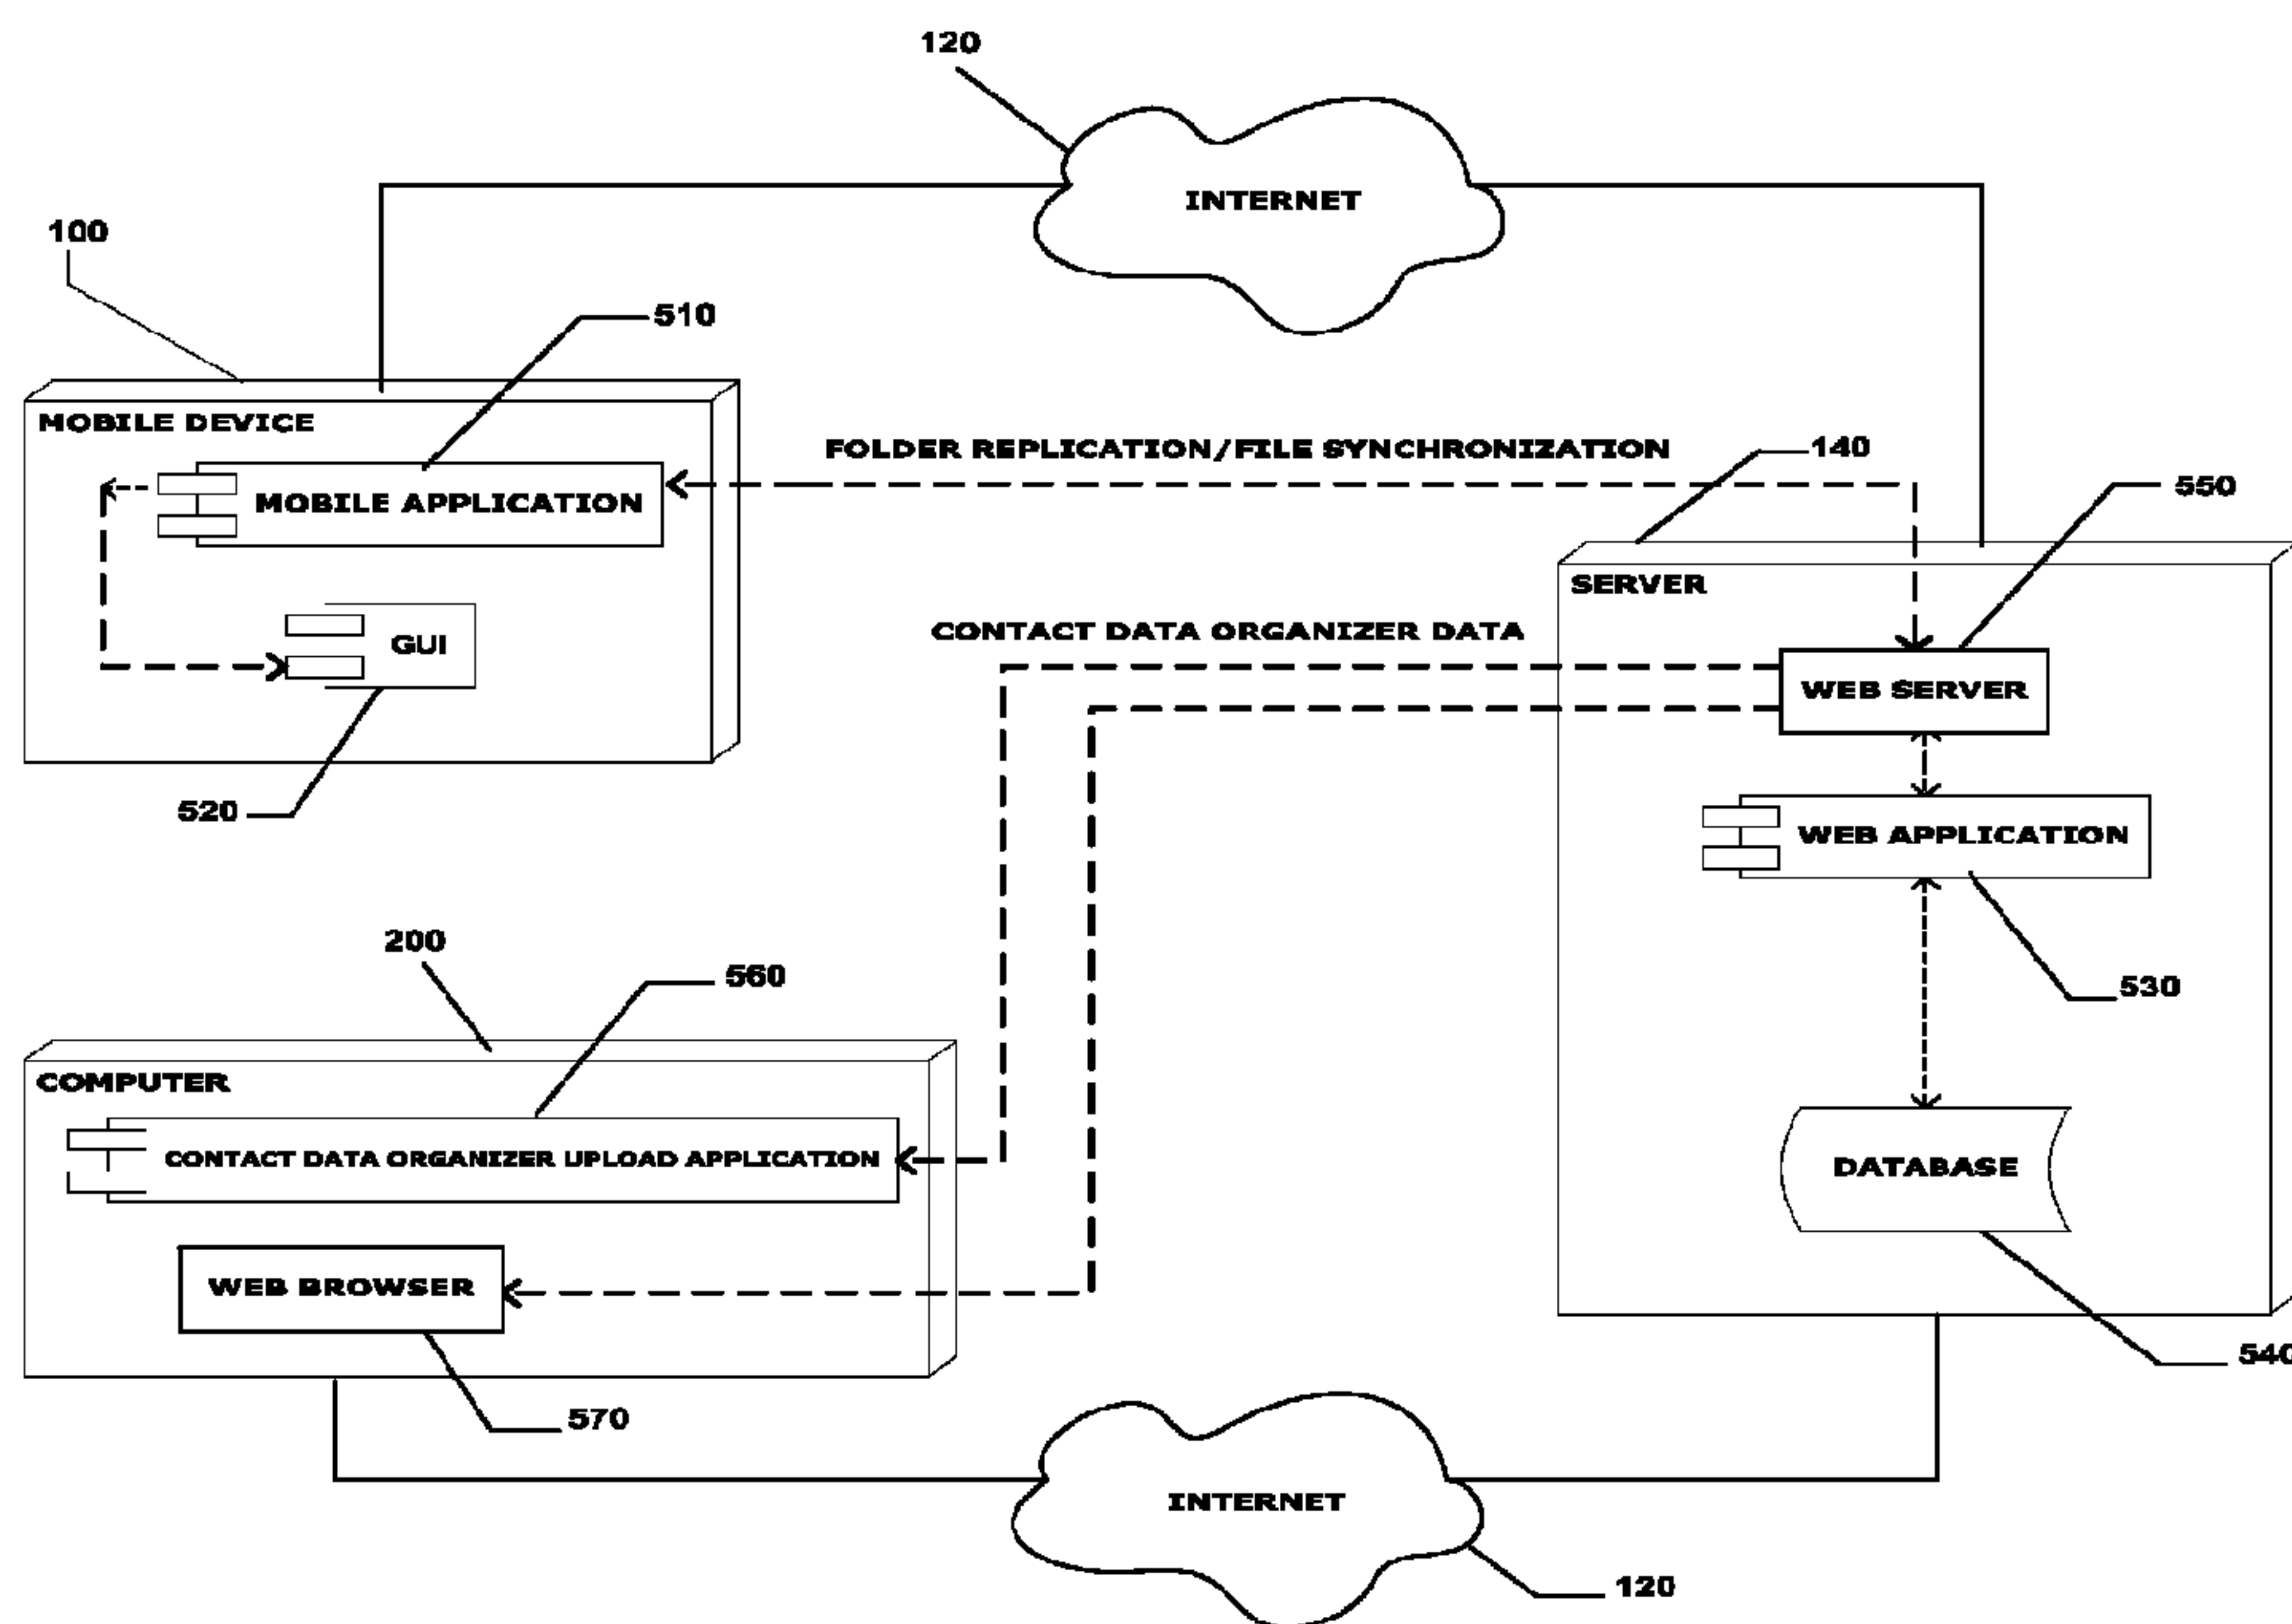 120
INTERNET
100
510
MOBILE DEVICE
FOLDER REPLICATION/FILE SYNCHRONIZATION
140
550
MOBILE APPLICATION
SERVER
CONTACT DATA ORGANIZER DATA
GUI
WEB SERVER
520
WEB APPLICATION
200
560
530
COMPUTER
CONTACT DATA ORGANIZER UPLOAD APPLICATION
DATABASE
WEB BROWSER
540
570
INTERNET
120